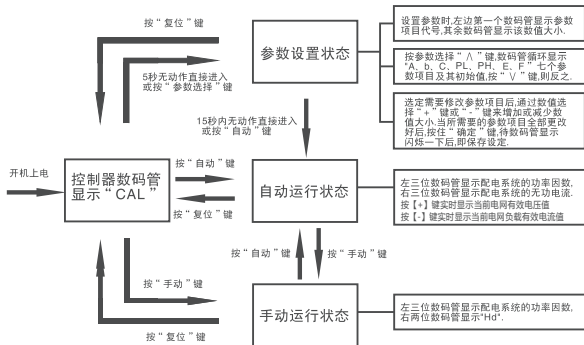 按“复位”键
5秒无动作直接进入
或按“参数选择”键
参数设置状态
设置参数时,左边第一个数码管显示参数
项目代号,其余数码管显示该数值大小.
按参数选择“∧”键,数码管循环显示
"A、b、C、PL、PH、E、F"七个参
数项目及其初始值,按“∨”键,则反之.
选定需要修改参数项目后,通过数值选
择“+”键或“-”键来增加或减少数
值大小.当所需要的参数项目全部更改
好后,按住“确定”键,待数码管显示
闪烁一下后,即保存设定.
15秒内无动作直接进入
或按“自动”键
开机上电
控制器数码管
显示“CAL”
按“自动”键
按“复位”键
自动运行状态
左三位数码管显示配电系统的功率因数,
右三位数码管显示配电系统的无功电流.
按【+】键实时显示当前电网有效电压值
按【-】键实时显示当前电网负载有效电流值
按“自动”键
按“手动”键
按“手动”键
按“复位”键
手动运行状态
左三位数码管显示配电系统的功率因数,
右两位数码管显示"Hd".